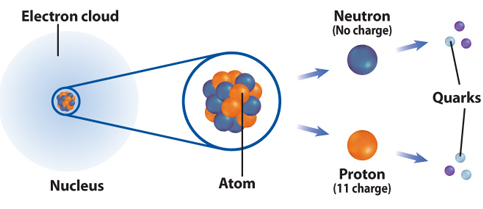 Electron cloud
Nucleus
Atom
Neutron
(No charge)
Proton
(11 charge)
Quarks